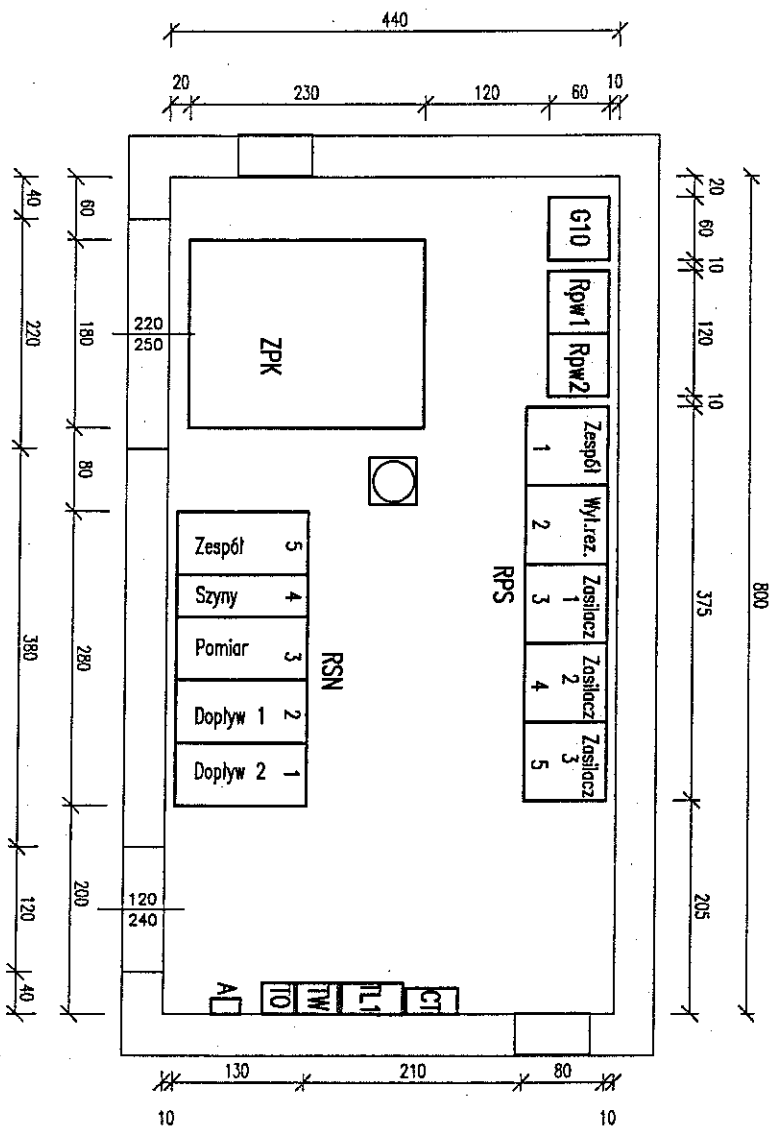 440
20
230
120
60
10
40
220
380
120
40
60
180
80
280
200
220
250
120
240
ZPK
G10
Rpw1
Rpw2
Zespół
1
Wył.rez.
2
Zasilacz
1
3
Zasilacz
2
4
Zasilacz
3
5
RPS
Zespół 5
Szyny 4
Pomiar 3
Dopływ 1 2
Dopływ 2 1
RSN
20
60
10
120
10
375
205
800
A
TO
TW
TL1
CT
130
210
80
10
10